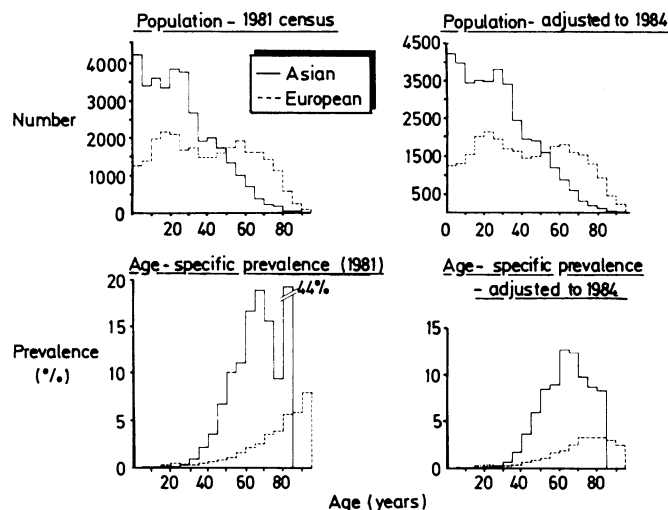 Population - 1981 census
Population - adjusted to 1984
Number
4000
3000
2000
1000
0
20 40 60 80
Asian
European
4500
3500
2500
1500
500
0 20 40 60 80
Age - specific prevalence (1981)
Age - specific prevalence
- adjusted to 1984
Prevalence
(%)
20
15
10
5
0
44%
20 40 60 80
15
10
5
0
20 40 60 80
Age (years)